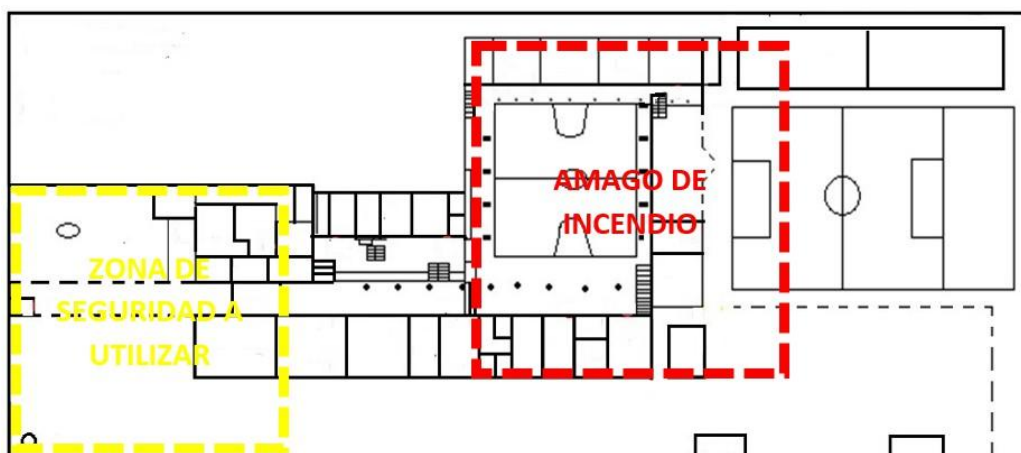 AMAGO DE
INCENDIO
ZONA DE
SEGURIDAD A
UTILIZAR